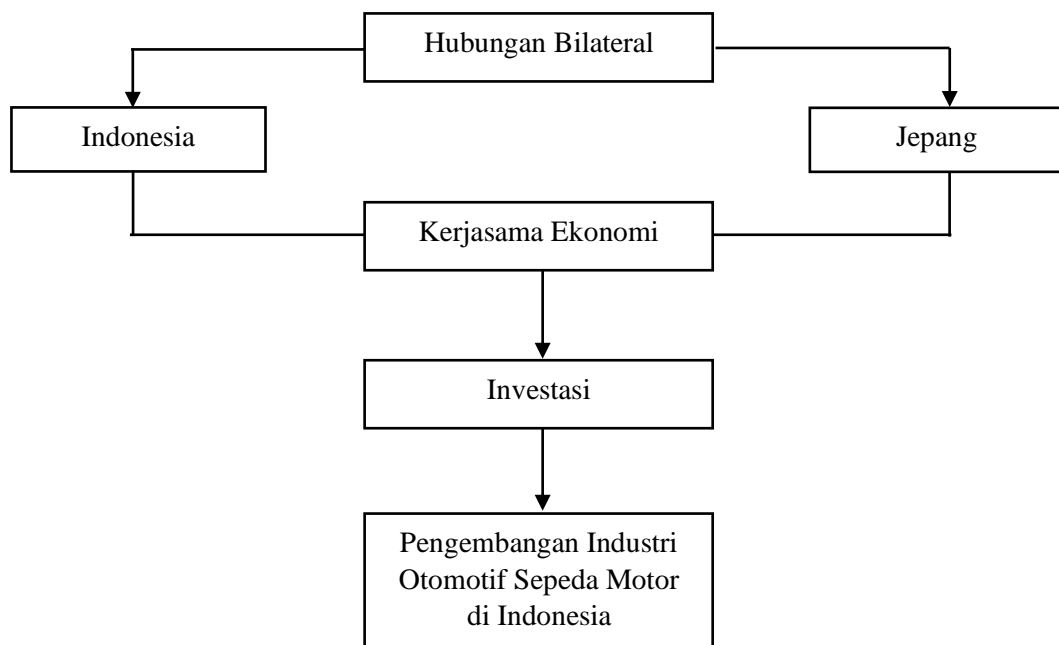 Hubungan Bilateral
Indonesia
Jepang
Kerjasama Ekonomi
Investasi
Pengembangan Industri
Otomotif Sepeda Motor
di Indonesia